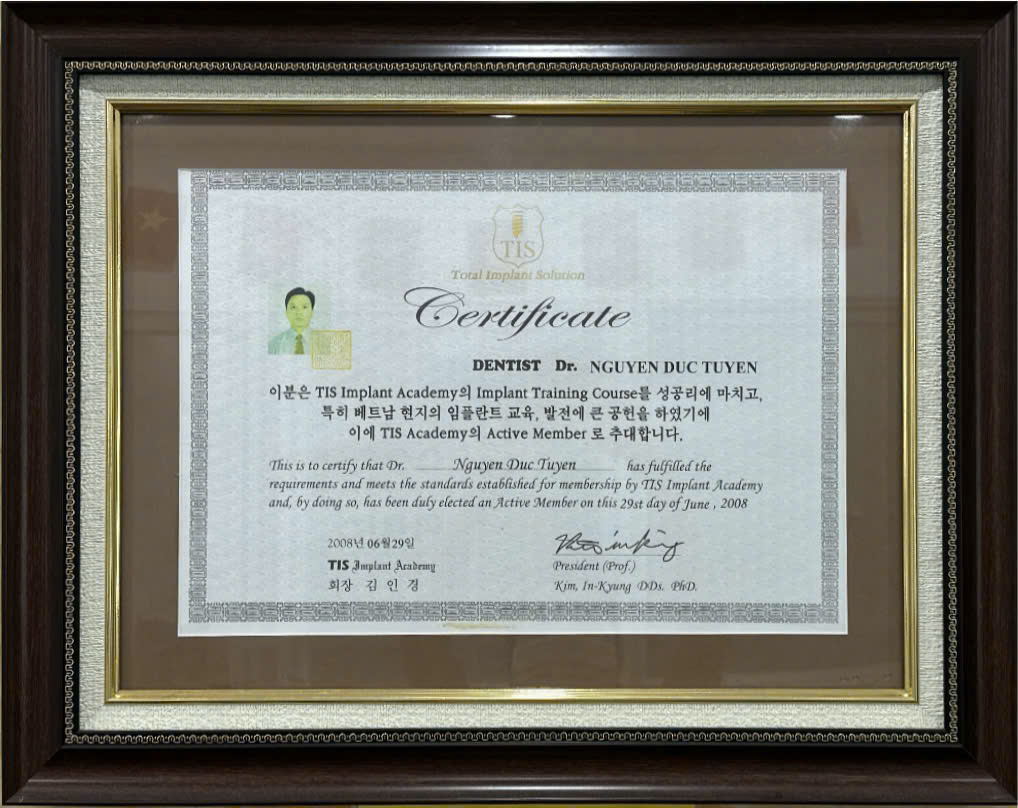 TIS
Total Implant Solution
Certificate
DENTIST Dr. NGUYEN DUC TUYEN
이분은 TIS Implant Academy의 Implant Training Course를 성공리에 마치고,
특히 베트남 현지의 임플란트 교육, 발전에 큰 공헌을 하였기에
이에 TIS Academy의 Active Member 로 추대합니다.
This is to certify that Dr. Nguyen Duc Tuyen has fulfilled the
requirements and meets the standards established for membership by TIS Implant Academy
and, by doing so, has been duly elected an Active Member on this 29st day of June , 2008
2008년 06월29일
TIS Implant Academy
회장 김 인 경
President (Prof.)
Kim, In-Kyung DDs. PhD.